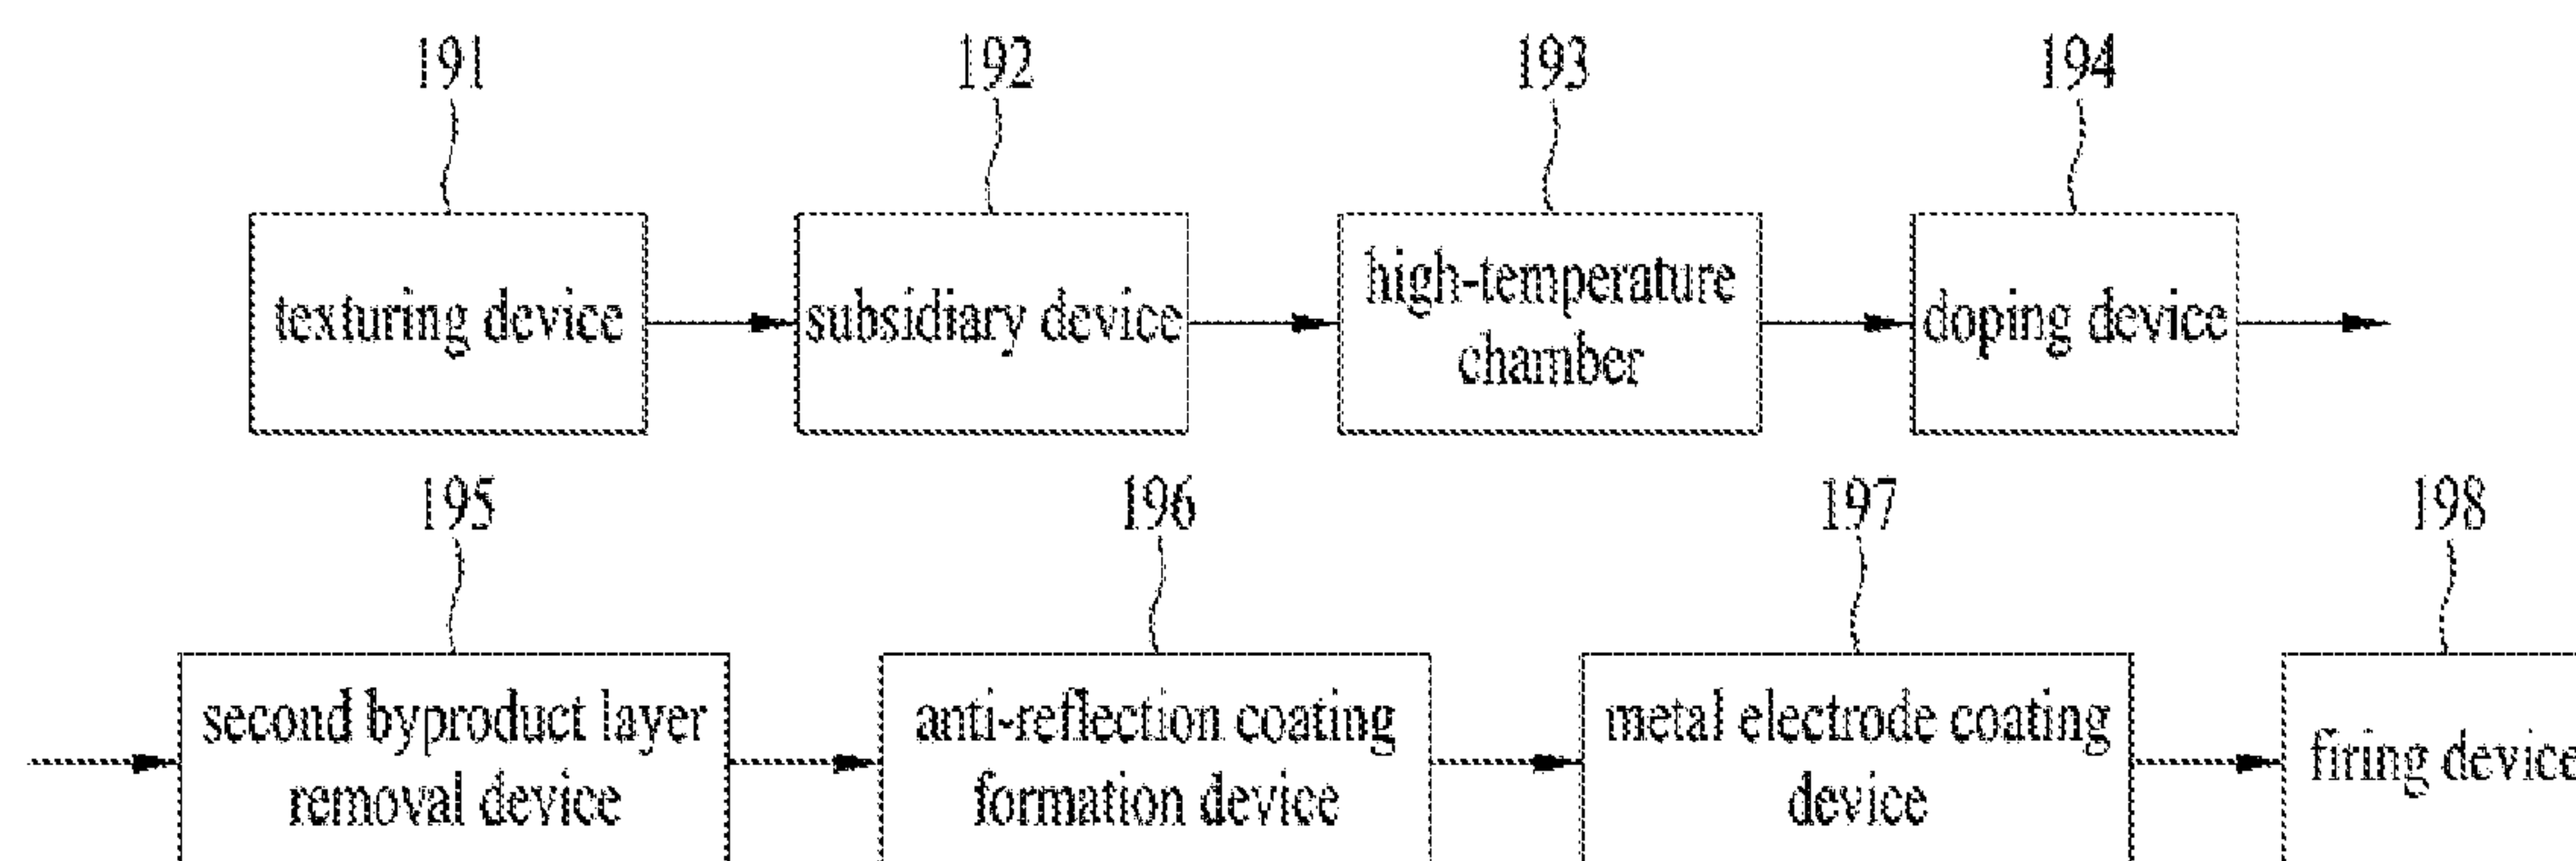 191
192
193
194
texturing device
subsidiary device
high-temperature
chamber
doping device
195
196
197
198
second byproduct layer
removal device
anti-reflection coating
formation device
metal electrode coating
device
firing device